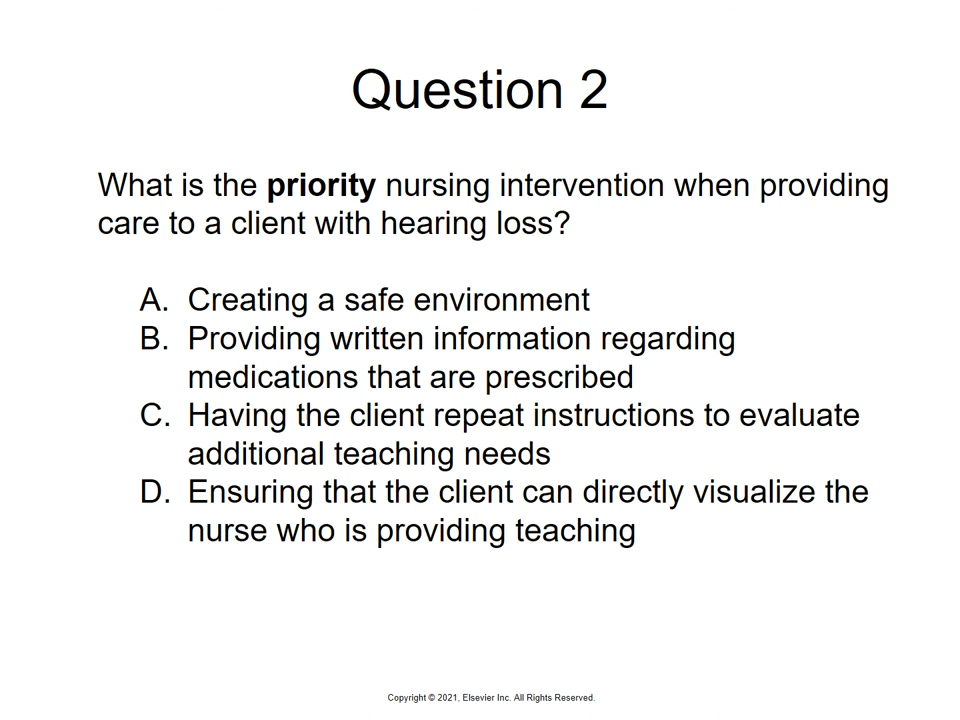 Question 2
What is the priority nursing intervention when providing
care to a client with hearing loss?
A. Creating a safe environment
B. Providing written information regarding
medications that are prescribed
C. Having the client repeat instructions to evaluate
additional teaching needs
D. Ensuring that the client can directly visualize the
nurse who is providing teaching
Copyright © 2021, Elsevier Inc. All Rights Reserved.